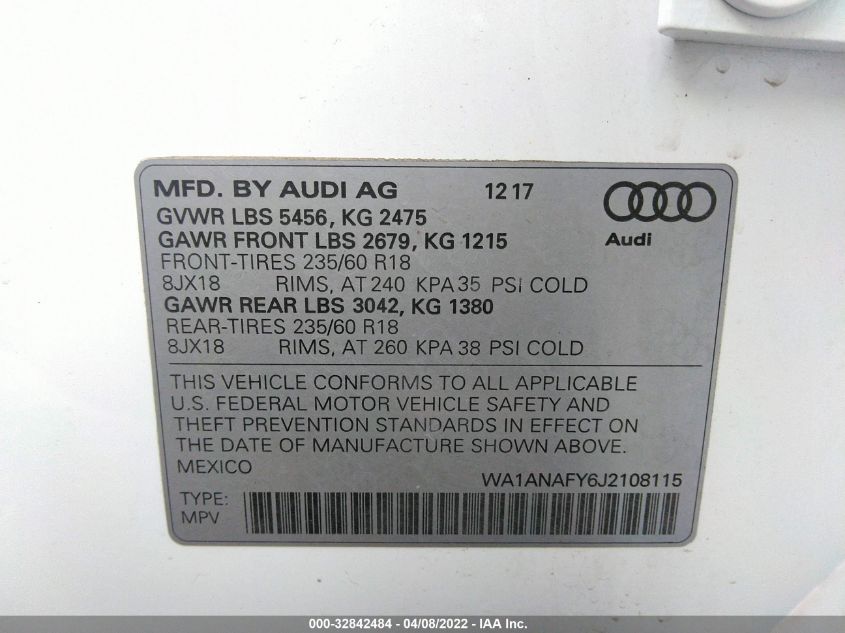 MFD. BY AUDI AG 12 17
GVWR LBS 5456, KG 2475
GAWR FRONT LBS 2679, KG 1215
Audi
FRONT-TIRES 235/60 R18
8JX18 RIMS, AT 240 KPA 35 PSI COLD
GAWR REAR LBS 3042, KG 1380
REAR-TIRES 235/60 R18
8JX18 RIMS, AT 260 KPA 38 PSI COLD
THIS VEHICLE CONFORMS TO ALL APPLICABLE
U.S. FEDERAL MOTOR VEHICLE SAFETY AND
THEFT PREVENTION STANDARDS IN EFFECT ON
THE DATE OF MANUFACTURE SHOWN ABOVE.
MEXICO
WA1ANAFY6J2108115
TYPE:
MPV
000-32842484 - 04/08/2022 - IAA Inc.